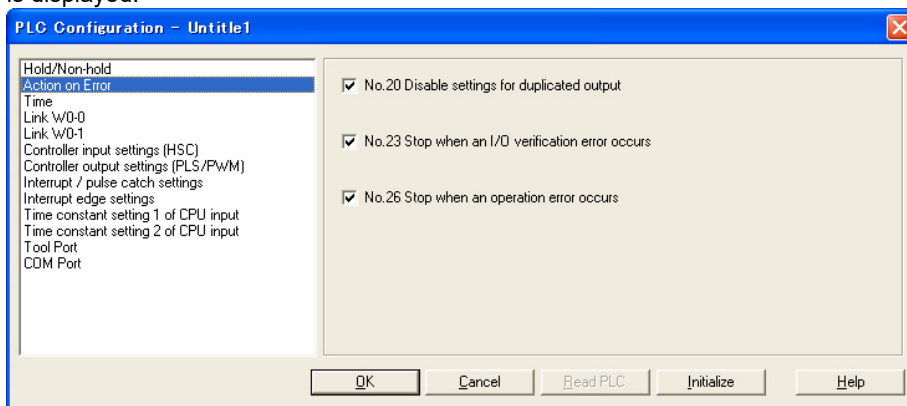 is displayed.
PLC Configuration - Untitle1
Hold/Non-hold
Action on Error
Time
Link W0-0
Link W0-1
Controller input settings (HSC)
Controller output settings (PLS/PWM)
Interrupt / pulse catch settings
Interrupt edge settings
Time constant setting 1 of CPU input
Time constant setting 2 of CPU input
Tool Port
COM Port
No.20 Disable settings for duplicated output
No.23 Stop when an I/O verification error occurs
No.26 Stop when an operation error occurs
OK Cancel Read PLC Initialize Help